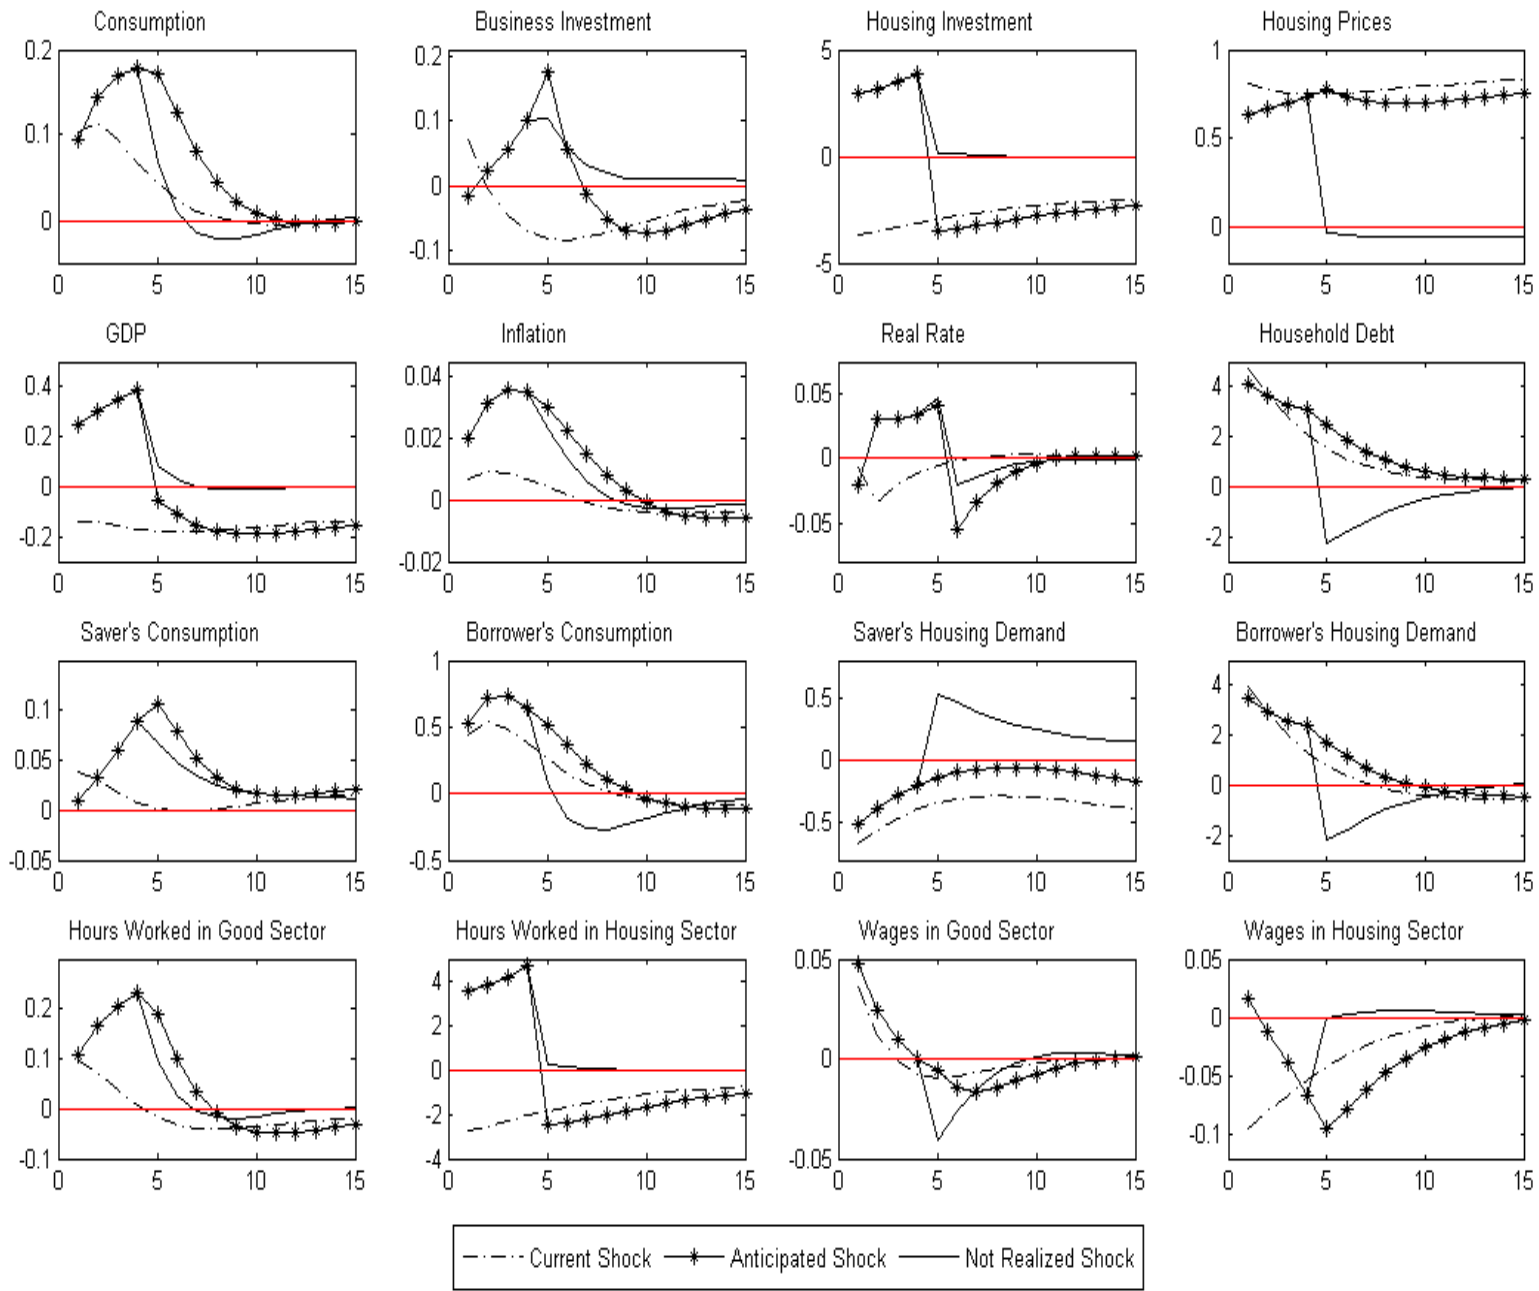 Consumption Business Investment Housing Investment Housing Prices
0.2 0.2 5 1
0.1 0.1 0 0.5
0 0 -5 0
-0.1
0 5 10 15 0 5 10 15 0 5 10 15 0 5 10 15
GDP Inflation Real Rate Household Debt
0.4 0.04 0.05 4
0.2 0.02 0 2
0 0 -0.05 0
-0.2 -0.02 -2
0 5 10 15 0 5 10 15 0 5 10 15 0 5 10 15
Saver's Consumption Borrower's Consumption Saver's Housing Demand Borrower's Housing Demand
0.1 1 0.5 4
0.05 0.5 0 2
0 0 -0.5 0
-0.05 -0.5 -2
0 5 10 15 0 5 10 15 0 5 10 15 0 5 10 15
Hours Worked in Good Sector Hours Worked in Housing Sector Wages in Good Sector Wages in Housing Sector
0.2 4 0.05 0.05
0.1 2 0 0
0 0 -0.05 -0.05
-0.1 -2 -0.1
-4
0 5 10 15 0 5 10 15 0 5 10 15 0 5 10 15
Current Shock Anticipated Shock Not Realized Shock